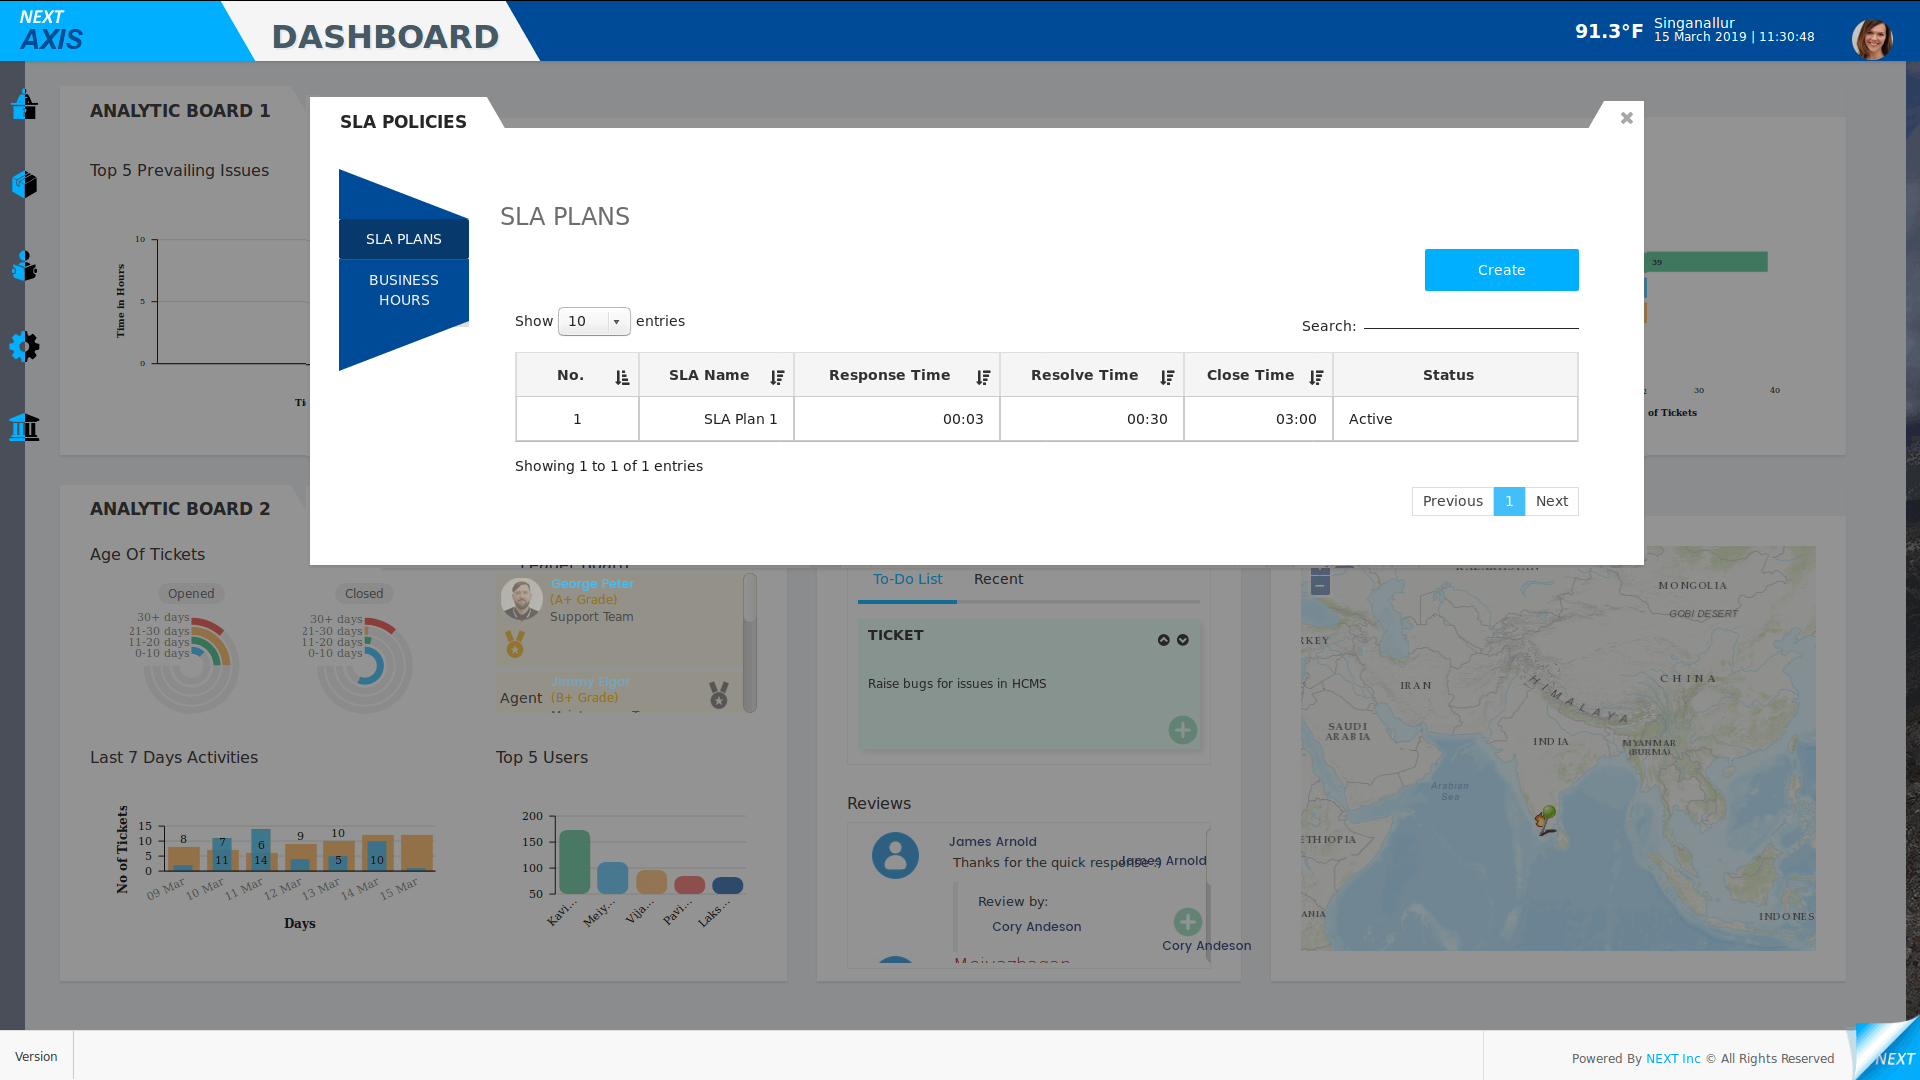 NEXT
AXIS
DASHBOARD
91.3°F
Singanallur
15 March 2019 | 11:30:48
ANALYTIC BOARD 1
Top 5 Prevailing Issues
10
5
0
Time in Hours
Ti
SLA POLICIES
SLA PLANS
BUSINESS
HOURS
SLA PLANS
Create
Show 10 entries
Search:
No. SLA Name Response Time Resolve Time Close Time Status
1 SLA Plan 1 00:03 00:30 03:00 Active
Showing 1 to 1 of 1 entries
Previous 1 Next
39
30 40
of Tickets
ANALYTIC BOARD 2
Age Of Tickets
Opened
30+ days
21-30 days
11-20 days
0-10 days
Closed
30+ days
21-30 days
11-20 days
0-10 days
Leader Board
George Peter
(A+ Grade)
Support Team
Jimmy Elgor
Agent (B+ Grade)
To-Do List Recent
TICKET
Raise bugs for issues in HCMS
Last 7 Days Activities
No of Tickets
15
10
5
0
8 7 11 6 14 9 10 5 10
09 Mar 10 Mar 11 Mar 12 Mar 13 Mar 14 Mar 15 Mar
Days
Top 5 Users
200
150
100
50
Kavi... Meiy... Vija... Pavi... Laks...
Reviews
James Arnold
Thanks for the quick response :)
James Arnold
Review by:
Cory Andeson
Cory Andeson
Meiyazhagan
KAZAKHSTAN
MONGOLIA
GOBI DESERT
RKEY
IRAN
CHINA
HIMALAYA
SAUDI
ARABIA
INDIA
MYANMAR
(BURMA)
Arabian
Sea
ETHIOPIA
ANIA
INDONES
Version
Powered By NEXT Inc © All Rights Reserved
NEXT